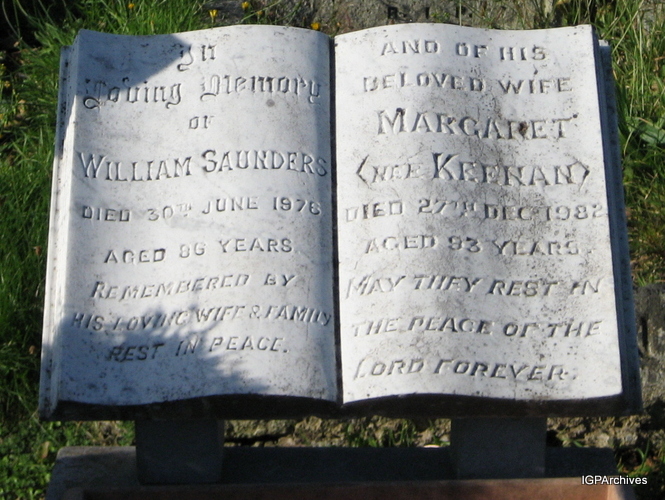 In
Loving Memory
OF
WILLIAM SAUNDERS
DIED 30TH JUNE 1976
AGED 86 YEARS.
REMEMBERED BY
HIS LOVING WIFE & FAMILY
REST IN PEACE.
AND OF HIS
BELOVED WIFE
MARGARET
(NEE KEENAN)
DIED 27TH DEC 1982
AGED 93 YEARS.
MAY THEY REST IN
THE PEACE OF THE
LORD FOREVER.
R.I.P.
IGPArchives